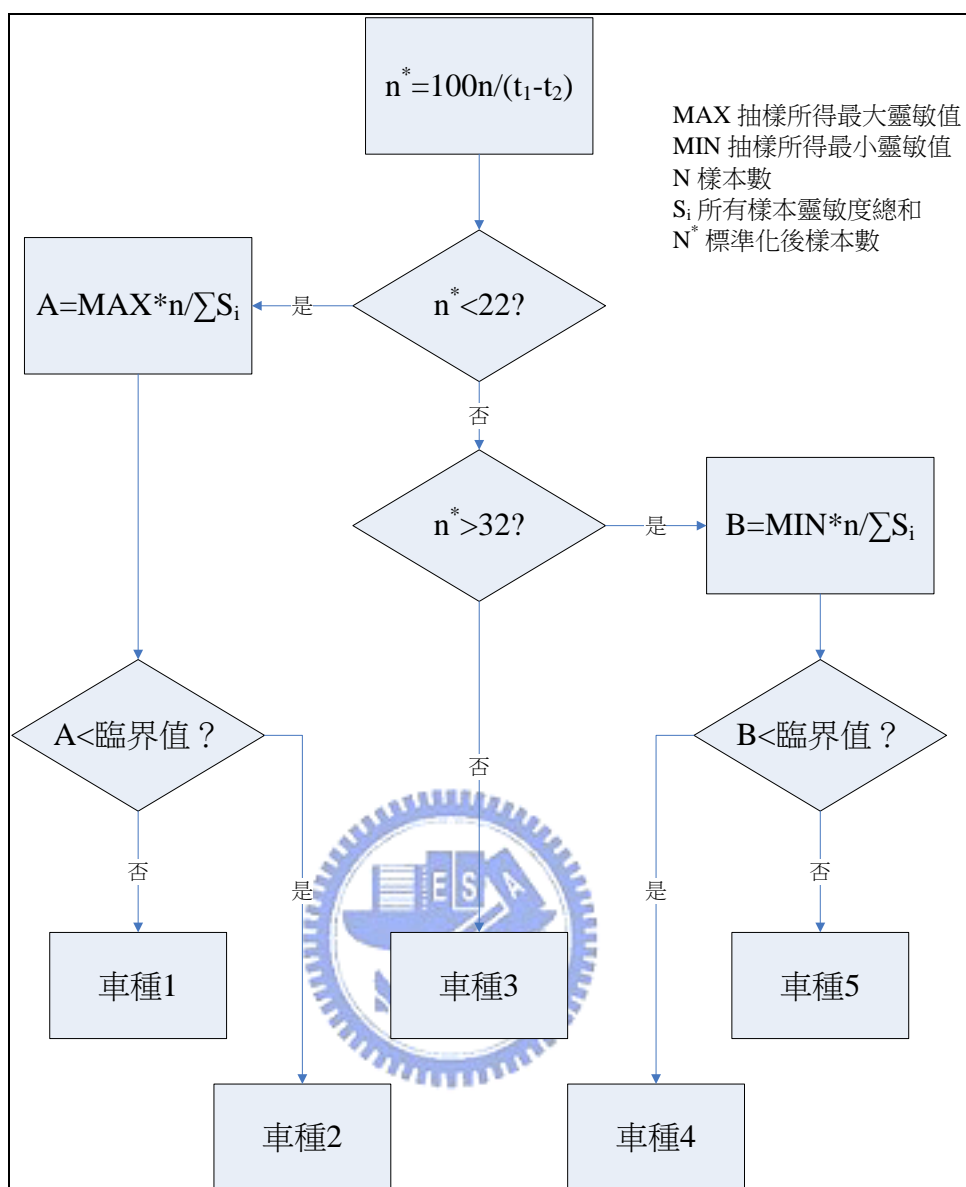 n*=100n/(t₁-t₂)
MAX 抽樣所得最大靈敏值
MIN 抽樣所得最小靈敏值
N 樣本數
Sᵢ 所有樣本靈敏度總和
N* 標準化後樣本數
A=MAX*n/∑Sᵢ
是
n*<22?
否
n*>32?
是
B=MIN*n/∑Sᵢ
A<臨界值？
B<臨界值？
否
否
是
是
否
ESA
車種1
車種3
車種5
車種2
車種4